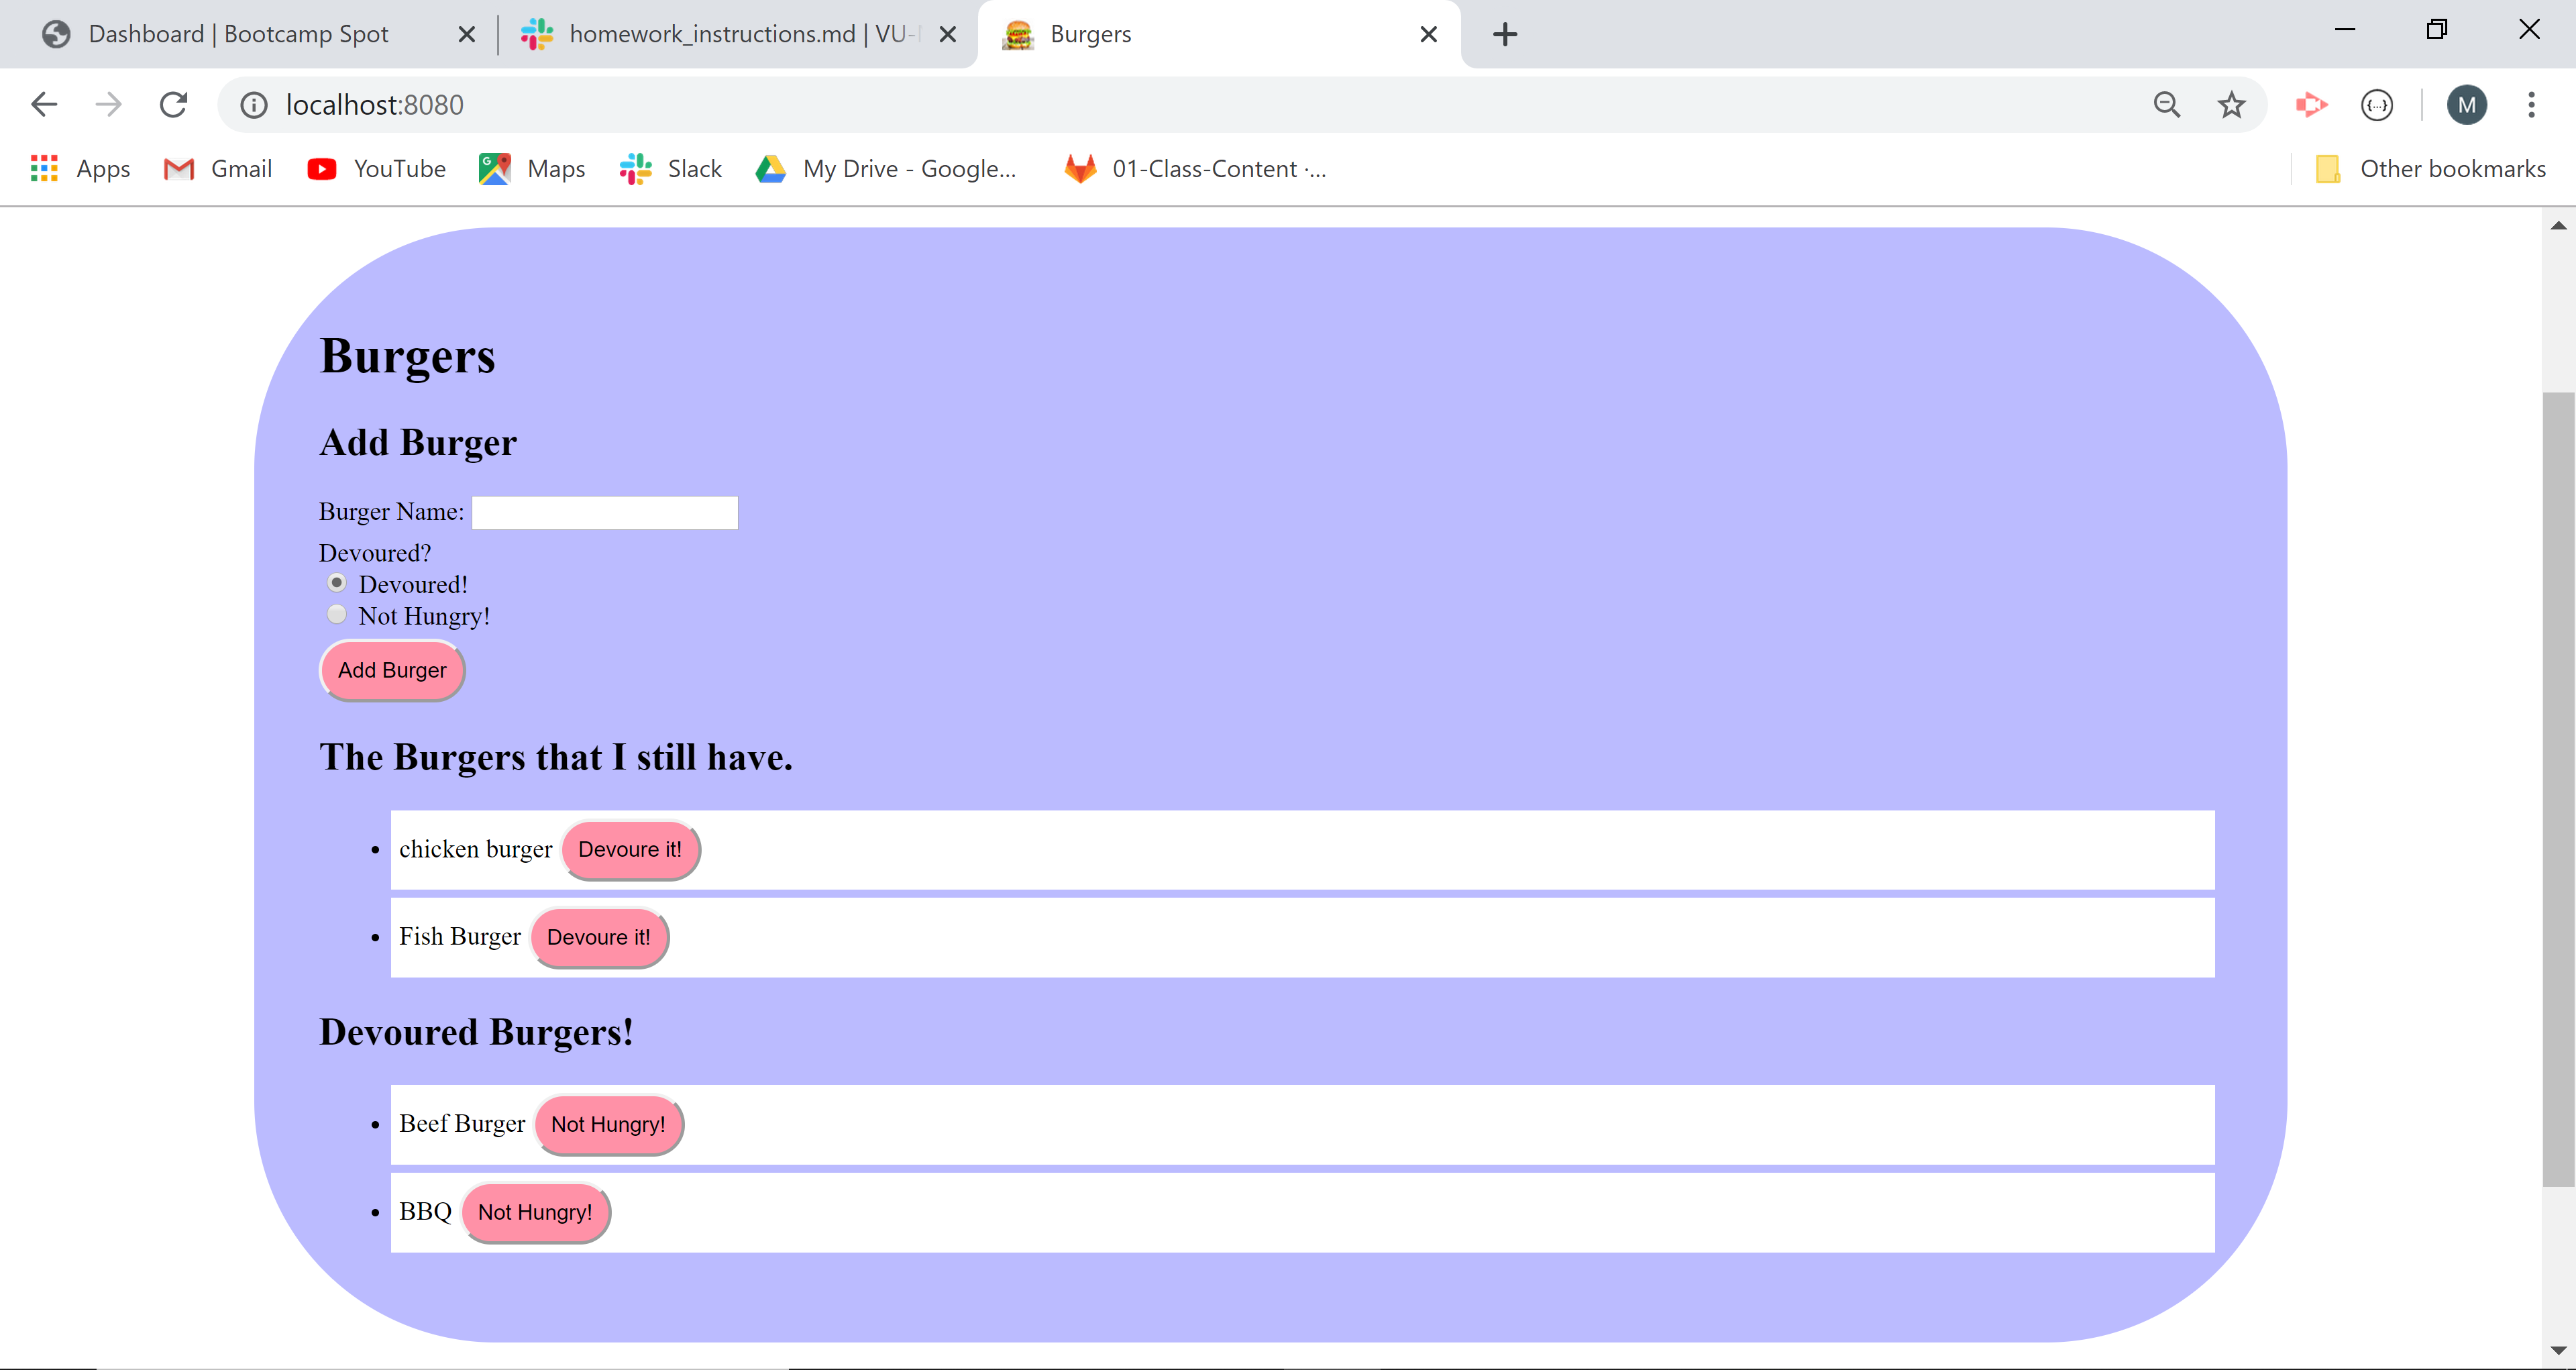 Dashboard | Bootcamp Spot homework_instructions.md | VU- Burgers
localhost:8080 {...} M
Apps Gmail YouTube G Maps Slack My Drive - Google... 01-Class-Content ·... Other bookmarks
Burgers
Add Burger
Burger Name:
Devoured?
Devoured!
Not Hungry!
Add Burger
The Burgers that I still have.
• chicken burger Devoure it!
• Fish Burger Devoure it!
Devoured Burgers!
• Beef Burger Not Hungry!
• BBQ Not Hungry!